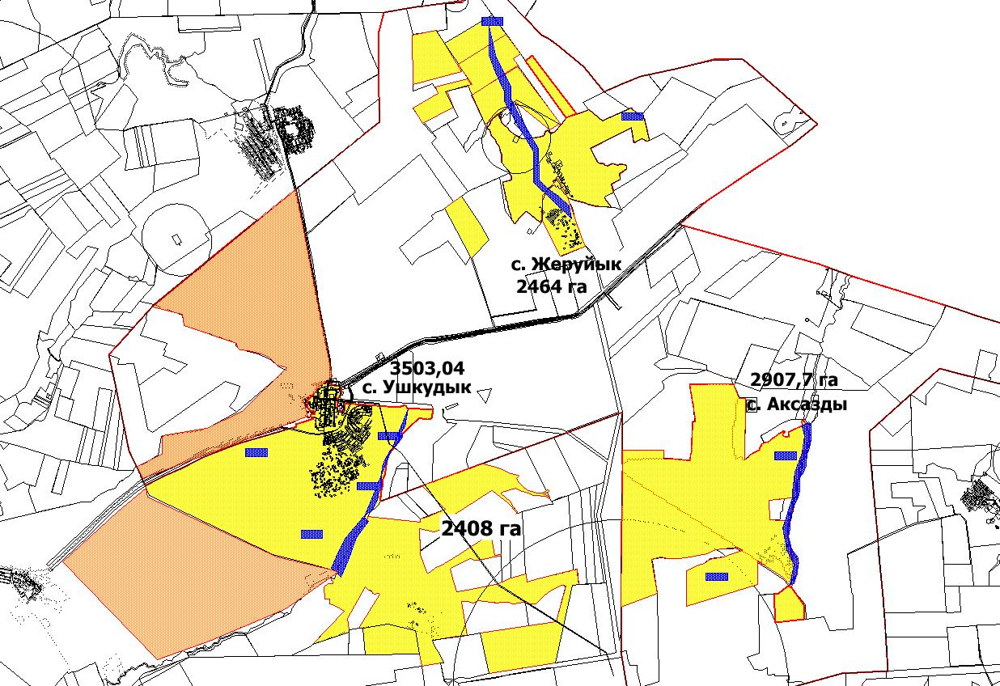 с. Жеруйык
2464 га
3503,04
с. Ушкудык
2907,7 га
с. Аксазды
2408 га